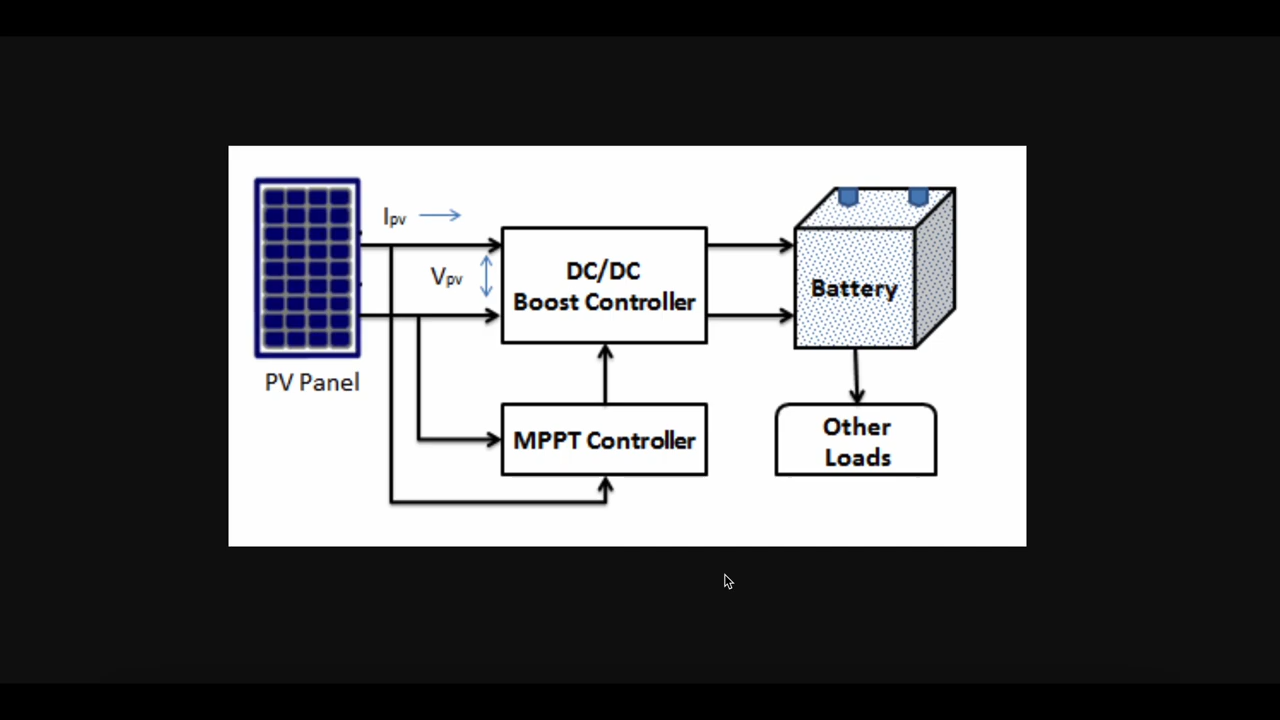 Ipv
Vpv
PV Panel
DC/DC
Boost Controller
Battery
MPPT Controller
Other
Loads